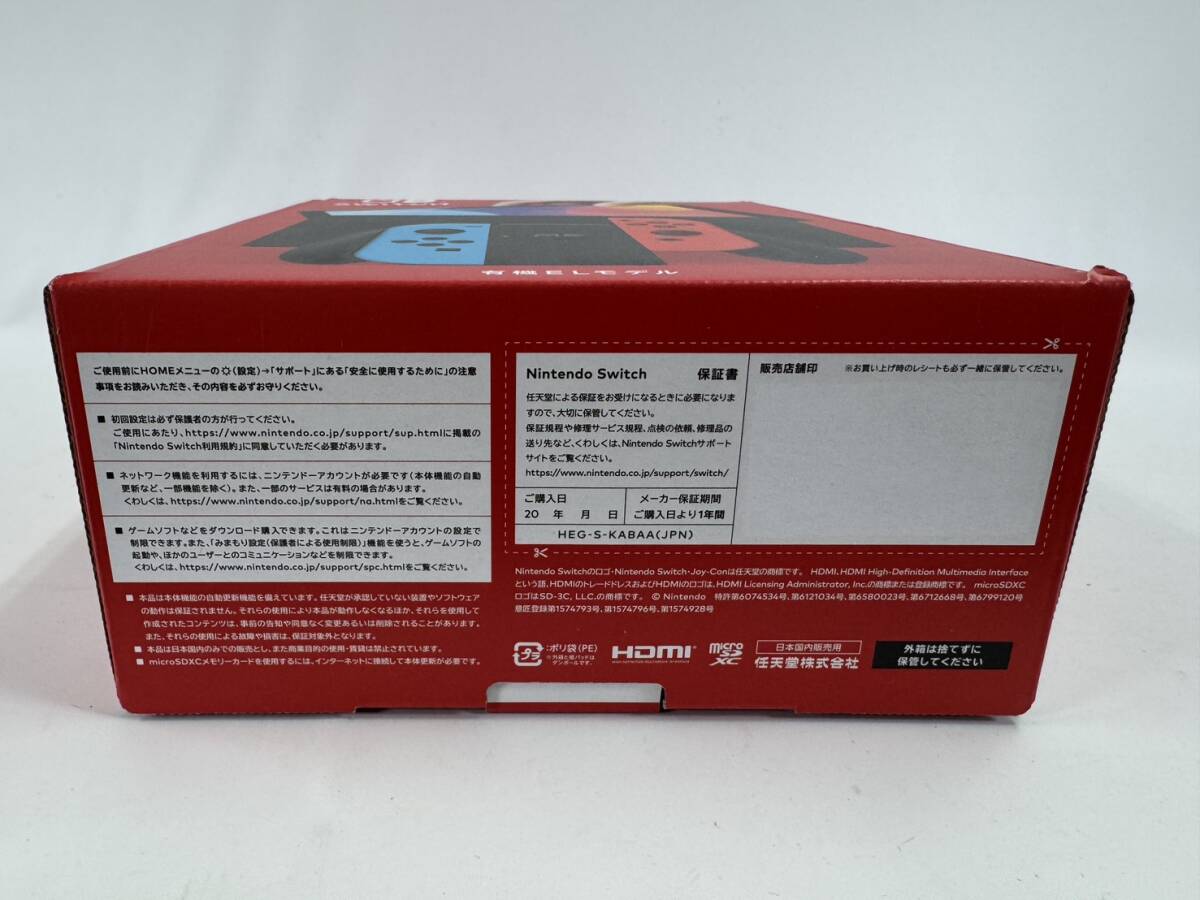 有機ELモデル
ご使用前にHOMEメニューの(設定)→「サポート」にある「安全に使用するために」の注意
事項をお読みいただき、その内容を必ずお守りください。
■ 初回設定は必ず保護者の方が行ってください。
ご使用にあたり、https://www.nintendo.co.jp/support/sup.htmlに掲載の
「Nintendo Switch利用規約」に同意していただく必要があります。
■ ネットワーク機能を利用するには、ニンテンドーアカウントが必要です(本体機能の自動
更新など、一部機能を除く)。また、一部のサービスは有料の場合があります。
くわしくは、https://www.nintendo.co.jp/support/na.htmlをご覧ください。
■ ゲームソフトなどをダウンロード購入できます。これはニンテンドーアカウントの設定で
制限できます。また、「みまもり設定(保護者による使用制限)」機能を使うと、ゲームソフトの
起動や、ほかのユーザーとのコミュニケーションなどを制限できます。
くわしくは、https://www.nintendo.co.jp/support/spc.htmlをご覧ください。
■ 本品は本体機能の自動更新機能を備えています。任天堂が承認していない装置やソフトウェア
の動作は保証されません。それらの使用により本品が動作しなくなるほか、それらを使用して
作成されたコンテンツは、事前の告知や同意なく変更あるいは削除されることがあります。
また、それらの使用による故障や損害は、保証対象外となります。
■ 本品は日本国内のみでの販売とし、また商業目的の使用・賃貸は禁止されています。
■ microSDXCメモリーカードを使用するには、インターネットに接続して本体更新が必要です。
Nintendo Switch 保証書
任天堂による保証をお受けになるときに必要になりま
すので、大切に保管してください。
保証規程や修理サービス規程、点検の依頼、修理品の
送り先など、くわしくは、Nintendo Switchサポート
サイトをご覧ください。
https://www.nintendo.co.jp/support/switch/
ご購入日
20 年 月 日
メーカー保証期間
ご購入日より1年間
HEG-S-KABAA(JPN)
販売店舗印 ※お買い上げ時のレシートも必ず一緒に保管してください。
Nintendo Switchのロゴ・Nintendo Switch・Joy-Conは任天堂の商標です。 HDMI、HDMI High-Definition Multimedia Interface
という語、HDMIのトレードドレスおよびHDMIのロゴは、HDMI Licensing Administrator, Inc.の商標または登録商標です。 microSDXC
ロゴはSD-3C, LLC.の商標です。 © Nintendo 特許第6074534号、第6121034号、第6580023号、第6712668号、第6799120号
意匠登録第1574793号、第1574796号、第1574928号
プラ
:ポリ袋(PE)
※外箱と紙パッドは
ダンボールです。
HDMI
micro SD XC
日本国内販売用
任天堂株式会社
外箱は捨てずに
保管してください